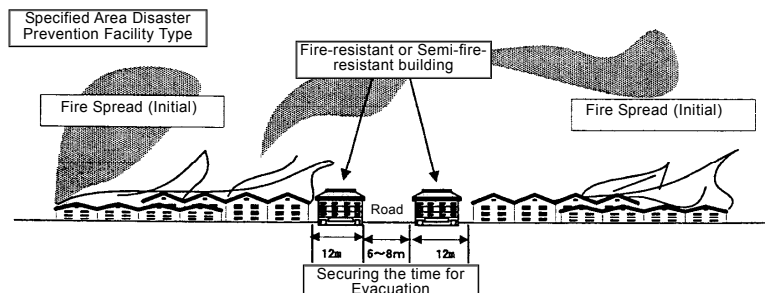 Specified Area Disaster
Prevention Facility Type
Fire-resistant or Semi-fire-
resistant building
Fire Spread (Initial)
Fire Spread (Initial)
Road
12m
6～8m
12m
Securing the time for
Evacuation